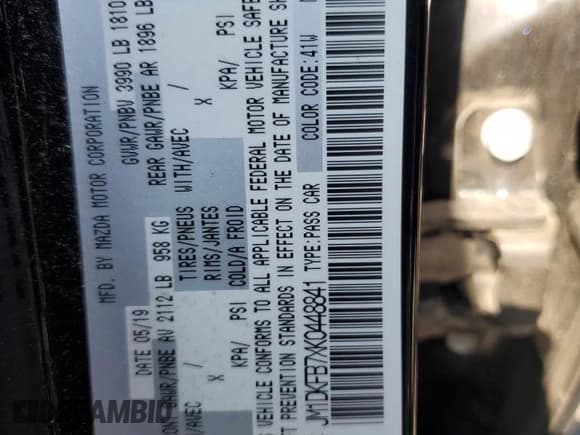 MFD. BY MAZDA MOTOR CORPORATION
DATE 05/19
GVWR/PNBV 3990 LB 1810
GAWR/PNBE AV 2112 LB 958 KG
REAR GAWR/PNBE AR 1896 LB
TIRES/PNEUS WITH/AVEC /
RIMS/JANTES X
COLD/A FROID KPA/ PSI
/AVEC / X KPA/ PSI
VEHICLE CONFORMS TO ALL APPLICABLE FEDERAL MOTOR VEHICLE SAFE
PREVENTION STANDARDS IN EFFECT ON THE DATE OF MANUFACTURE SH
TYPE:PASS CAR
COLOR CODE:41W